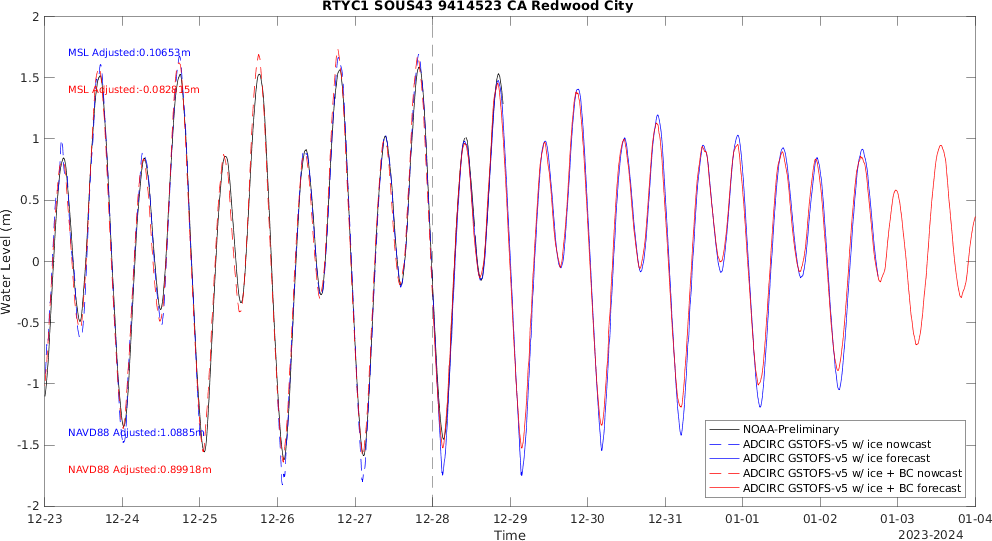 RTYC1 SOUS43 9414523 CA Redwood City
2
MSL Adjusted:0.10653m
1.5
MSL Adjusted:-0.082815m
1
0.5
Water Level (m)
0
-0.5
-1
NAVD88 Adjusted:1.0885m
-1.5
NAVD88 Adjusted:0.89918m
-2
NOAA-Preliminary
ADCIRC GSTOFS-v5 w/ ice nowcast
ADCIRC GSTOFS-v5 w/ ice forecast
ADCIRC GSTOFS-v5 w/ ice + BC nowcast
ADCIRC GSTOFS-v5 w/ ice + BC forecast
12-23 12-24 12-25 12-26 12-27 12-28 12-29 12-30 12-31 01-01 01-02 01-03 01-04
Time
2023-2024